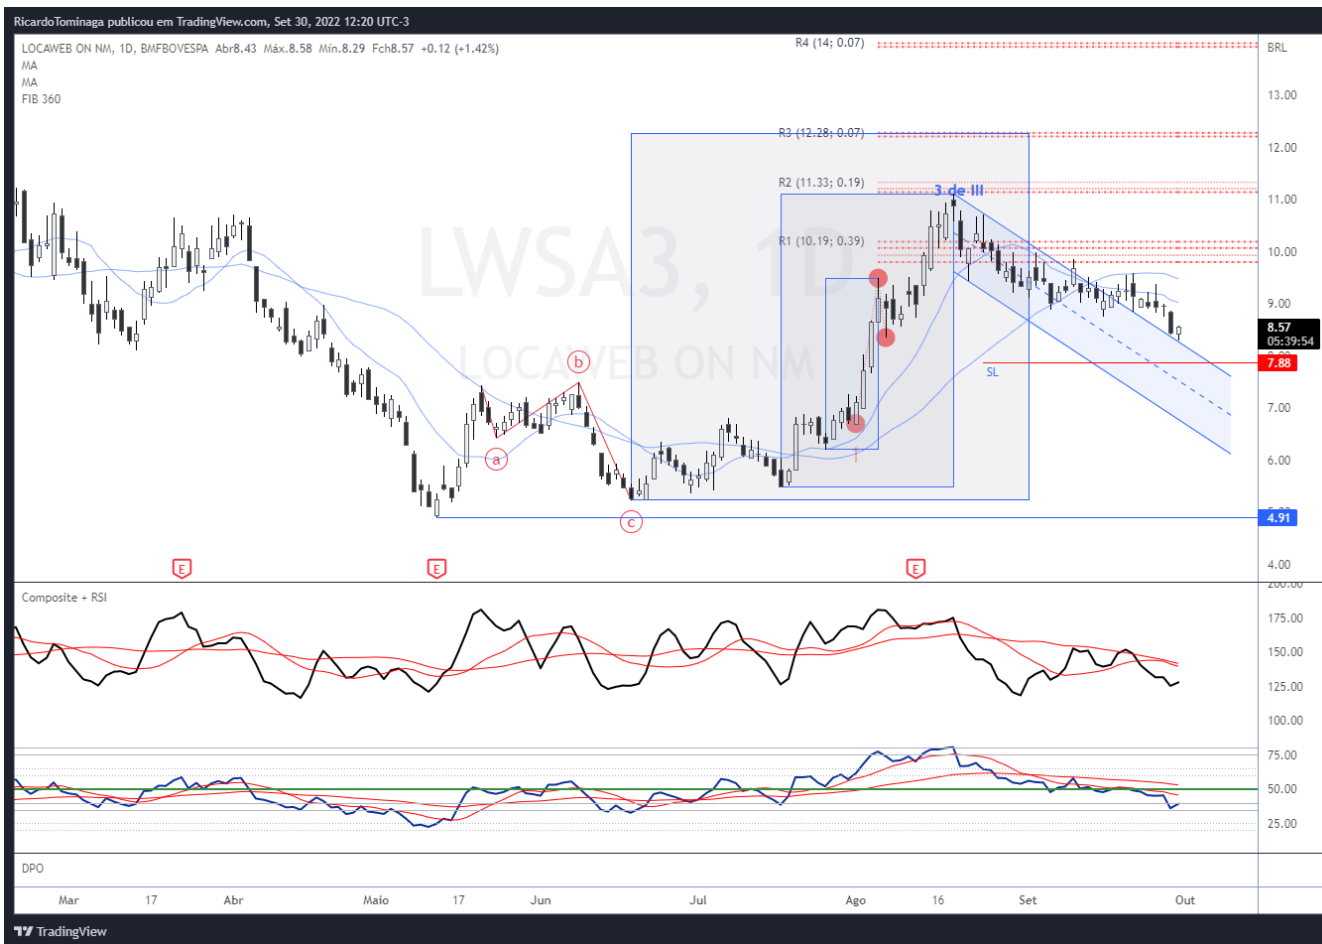 RicardoTominaga publicou em TradingView.com, Set 30, 2022 12:20 UTC-3
LOCAWEB ON NM, 1D, BMFBOVESPA Abr8.43 Máx.8.58 Mín.8.29 Fch8.57 +0.12 (+1.42%)
MA
MA
FIB 360
LWSA3, 1D
LOCAWEB ON NM
R4 (14; 0.07)
R3 (12.28; 0.07)
R2 (11.33; 0.19)
3 de III
R1 (10.19; 0.39)
BRL
13.00
12.00
11.00
10.00
9.00
8.57
05:39:54
7.88
SL
7.00
6.00
4.91
4.00
a
b
c
E
E
E
Composite + RSI
200.00
175.00
150.00
125.00
100.00
75.00
50.00
25.00
DPO
Mar 17 Abr Maio 17 Jun Jul Ago 16 Set Out
TradingView